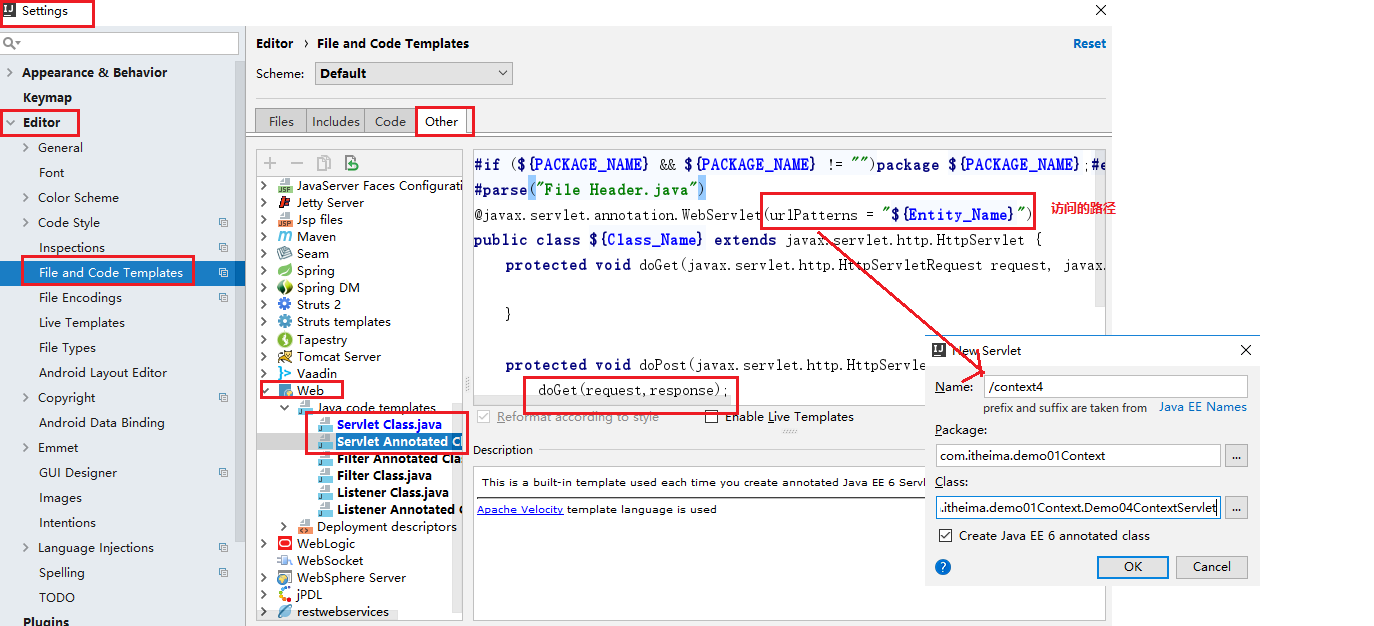 Settings
Appearance & Behavior
Keymap
Editor
General
Font
Color Scheme
Code Style
Inspections
File and Code Templates
File Encodings
Live Templates
File Types
Android Layout Editor
Copyright
Android Data Binding
Emmet
GUI Designer
Images
Intentions
Language Injections
Spelling
TODO
Plugins
Editor › File and Code Templates
Reset
Scheme: Default
Files Includes Code Other
JavaServer Faces Configurati
Jetty Server
Jsp files
Maven
Seam
Spring
Spring DM
Struts 2
Struts templates
Tapestry
Tomcat Server
Vaadin
Web
Java code templates
Servlet Class.java
Servlet Annotated C
Filter Annotated Cla
Filter Class.java
Listener Class.java
Listener Annotated C
Deployment descriptors
WebLogic
WebSocket
WebSphere Server
jPDL
restwebservices
#if (${PACKAGE_NAME} && ${PACKAGE_NAME} != "")package ${PACKAGE_NAME};#e
#parse("File Header.java")
@javax.servlet.annotation.WebServlet(urlPatterns = "${Entity_Name}")
访问的路径
public class ${Class_Name} extends javax.servlet.http.HttpServlet {
protected void doGet(javax.servlet.http.HttpServletRequest request, javax.
}
protected void doPost(javax.servlet.http.HttpServle
doGet(request,response);
Reformat according to style
Enable Live Templates
Description
This is a built-in template used each time you create annotated Java EE 6 Servl
Apache Velocity template language is used
New Servlet
Name: /context4
prefix and suffix are taken from Java EE Names
Package:
com.itheima.demo01Context
...
Class:
.itheima.demo01Context.Demo04ContextServlet
...
Create Java EE 6 annotated class
?
OK
Cancel